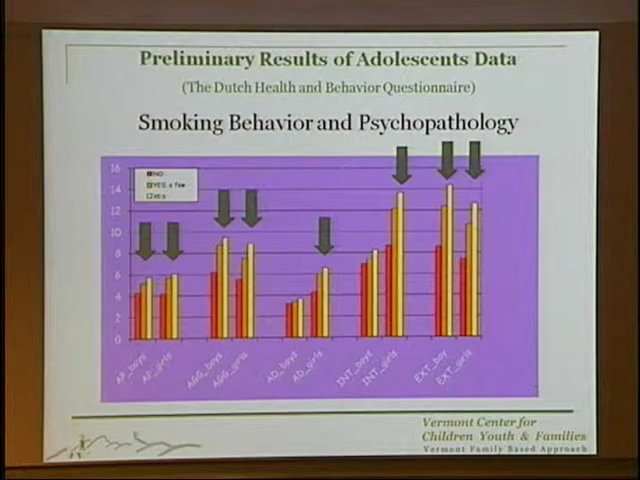 Preliminary Results of Adolescents Data
(The Dutch Health and Behavior Questionnaire)
Smoking Behavior and Psychopathology
16
14
12
10
8
6
4
2
0
NO
YES a few
YES
AP_boys
AP_girls
AGG_boys
AGG_girls
AD_boys
AD_girls
INT_boys
INT_girls
EXT_boy
EXT_girls
Vermont Center for
Children Youth & Families
Vermont Family Based Approach